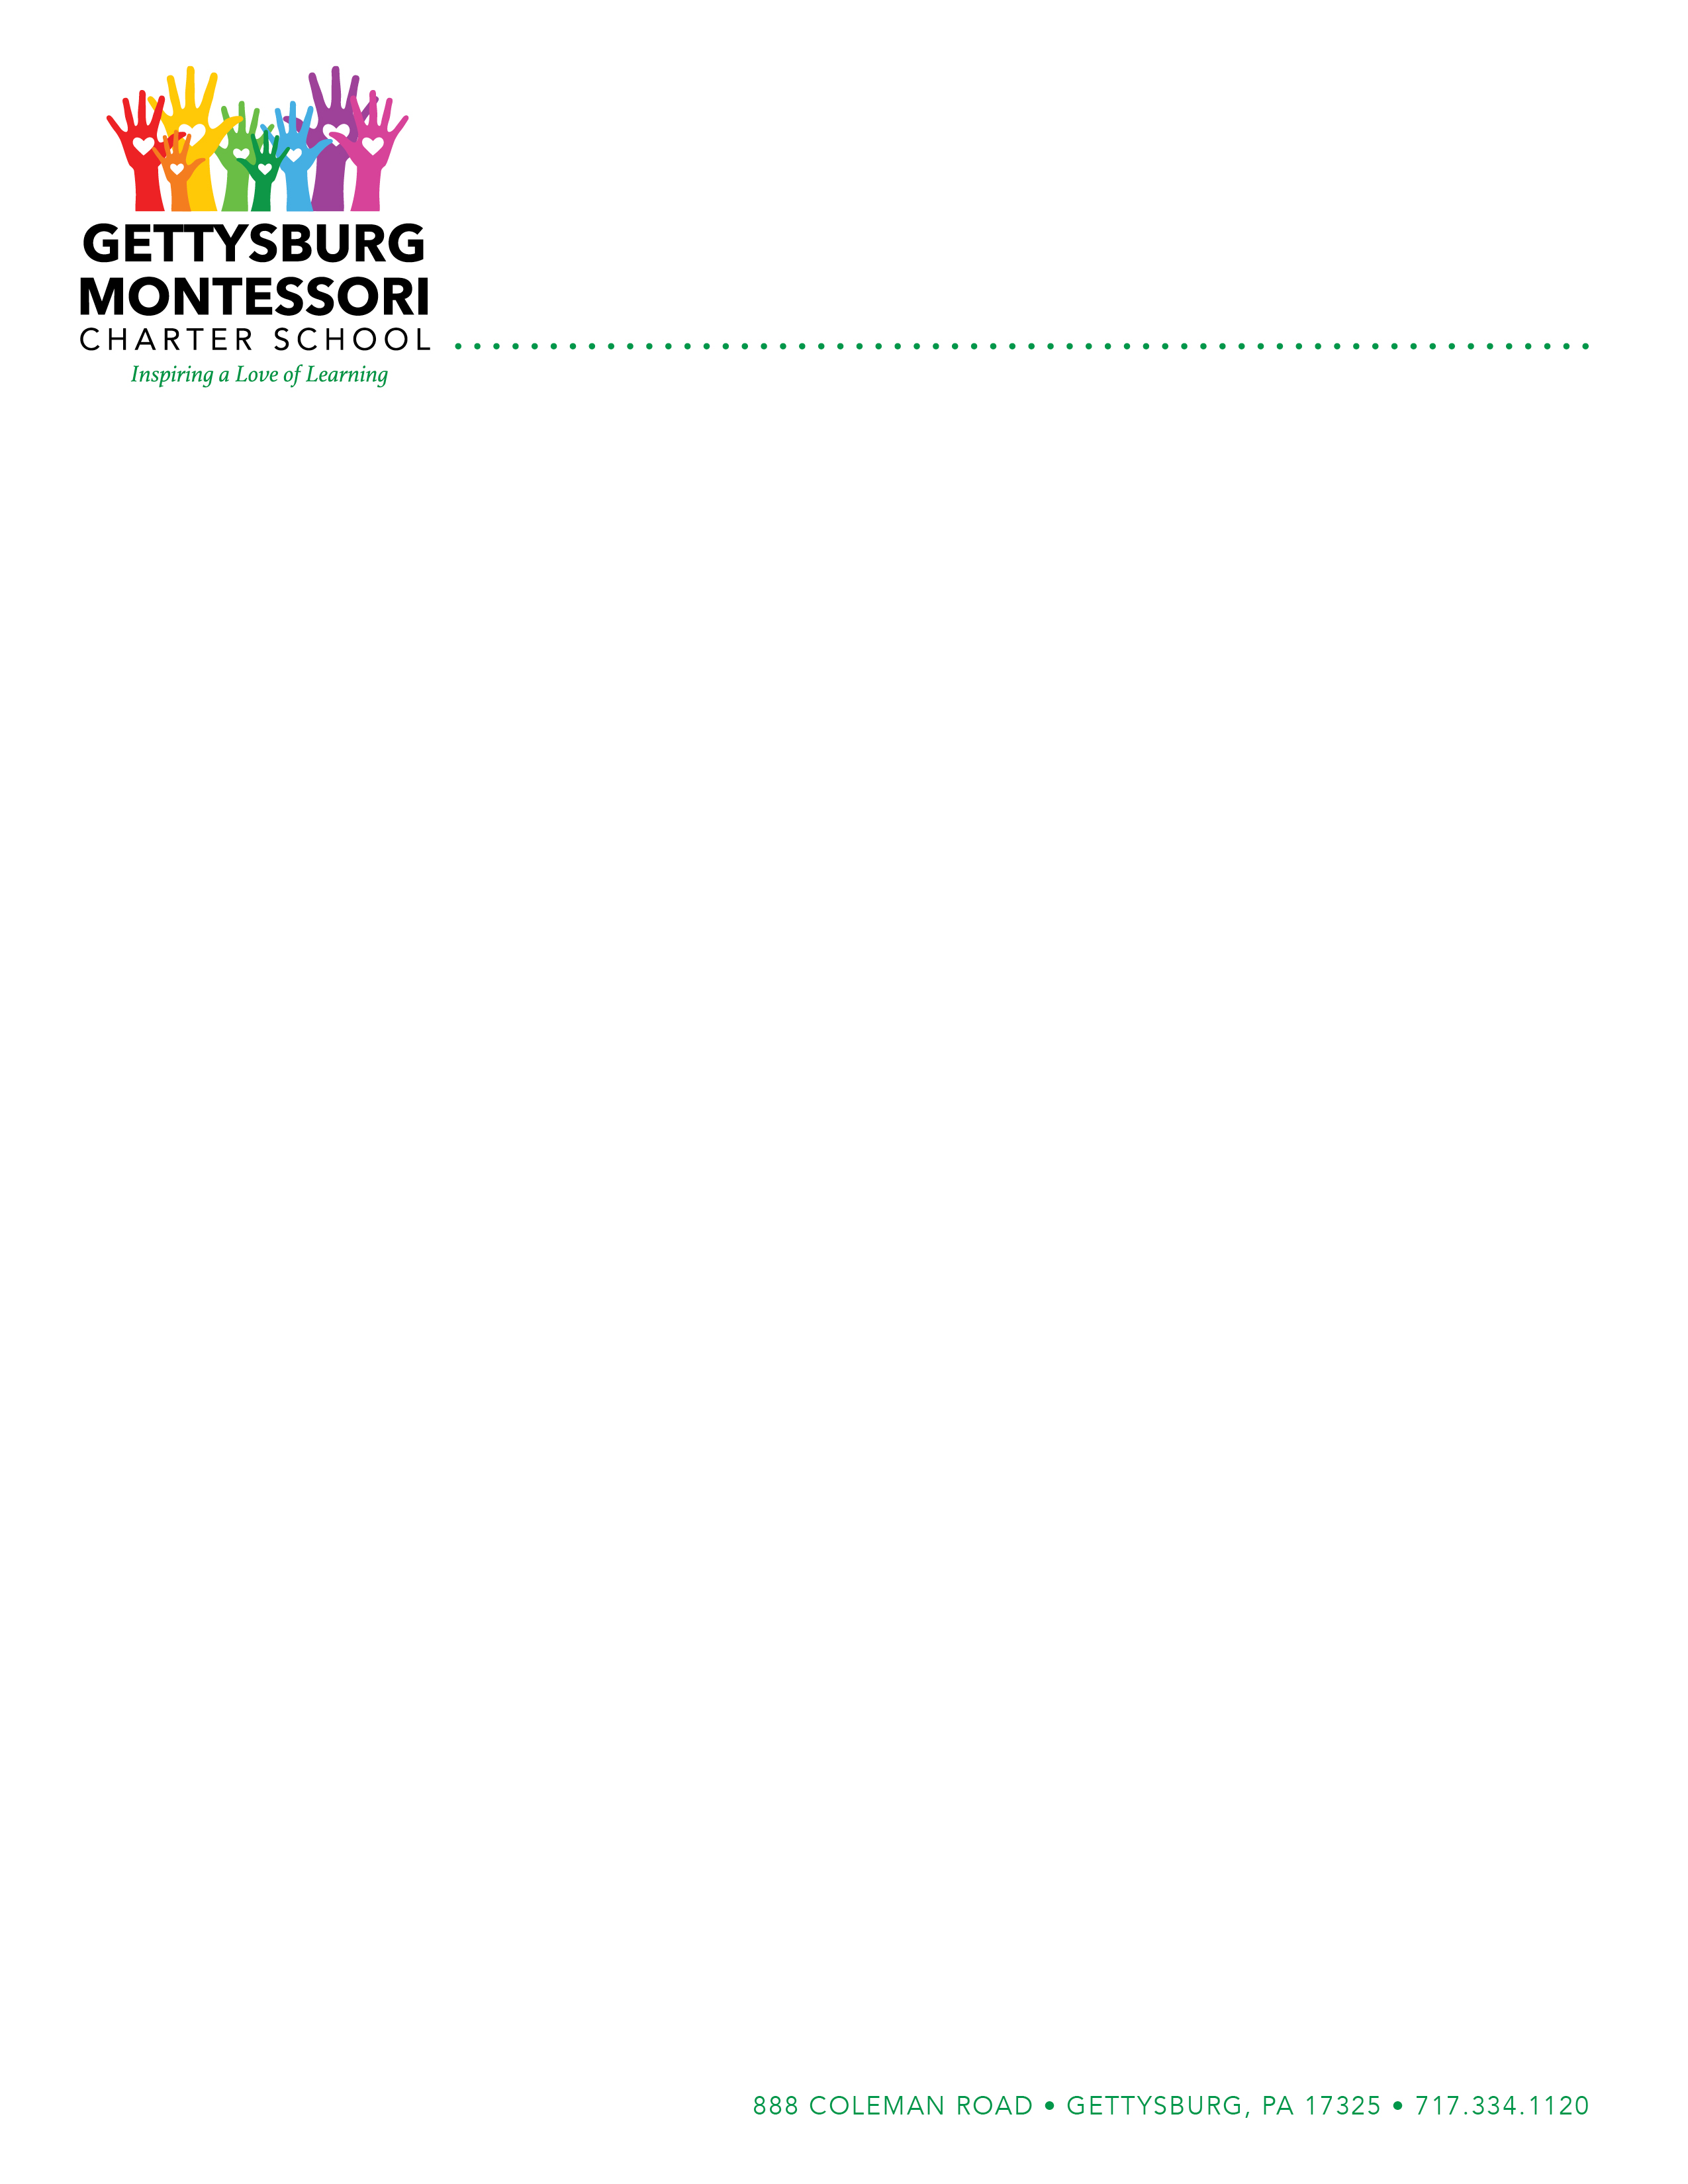 GETTYSBURG
MONTESSORI
CHARTER SCHOOL
Inspiring a Love of Learning
888 COLEMAN ROAD • GETTYSBURG, PA 17325 • 717.334.1120